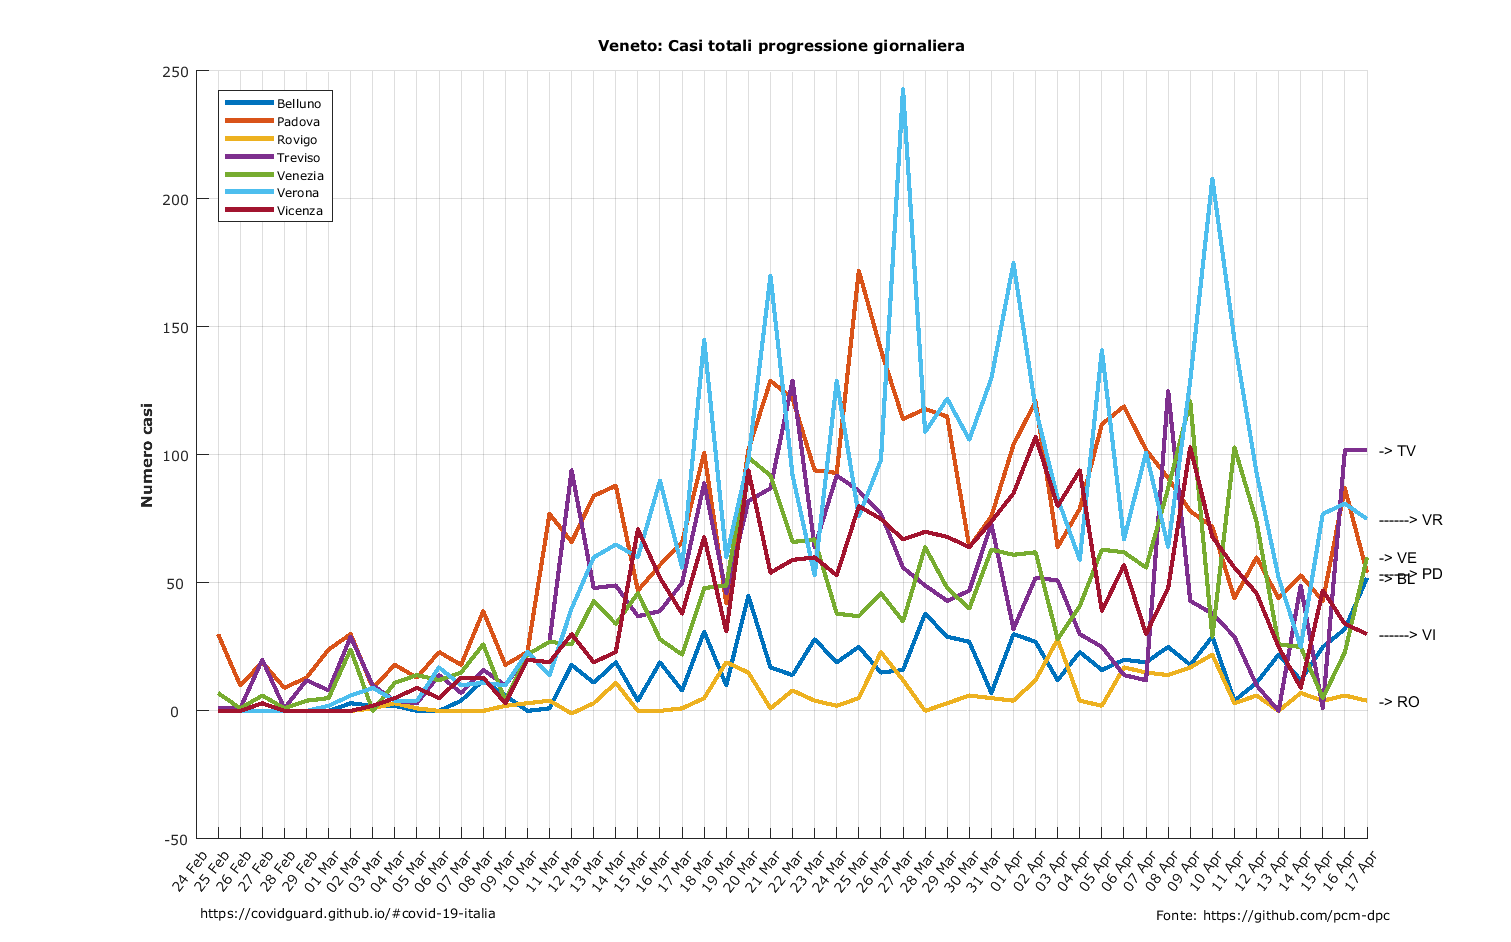 Veneto: Casi totali progressione giornaliera
250
200
150
100
50
0
-50
Numero casi
Belluno
Padova
Rovigo
Treviso
Venezia
Verona
Vicenza
-> TV
------> VR
-> VE
------> PD
-> BL
------> VI
-> RO
24 Feb
25 Feb
26 Feb
27 Feb
28 Feb
29 Feb
01 Mar
02 Mar
03 Mar
04 Mar
05 Mar
06 Mar
07 Mar
08 Mar
09 Mar
10 Mar
11 Mar
12 Mar
13 Mar
14 Mar
15 Mar
16 Mar
17 Mar
18 Mar
19 Mar
20 Mar
21 Mar
22 Mar
23 Mar
24 Mar
25 Mar
26 Mar
27 Mar
28 Mar
29 Mar
30 Mar
31 Mar
01 Apr
02 Apr
03 Apr
04 Apr
05 Apr
06 Apr
07 Apr
08 Apr
09 Apr
10 Apr
11 Apr
12 Apr
13 Apr
14 Apr
15 Apr
16 Apr
17 Apr
https://covidguard.github.io/#covid-19-italia
Fonte: https://github.com/pcm-dpc